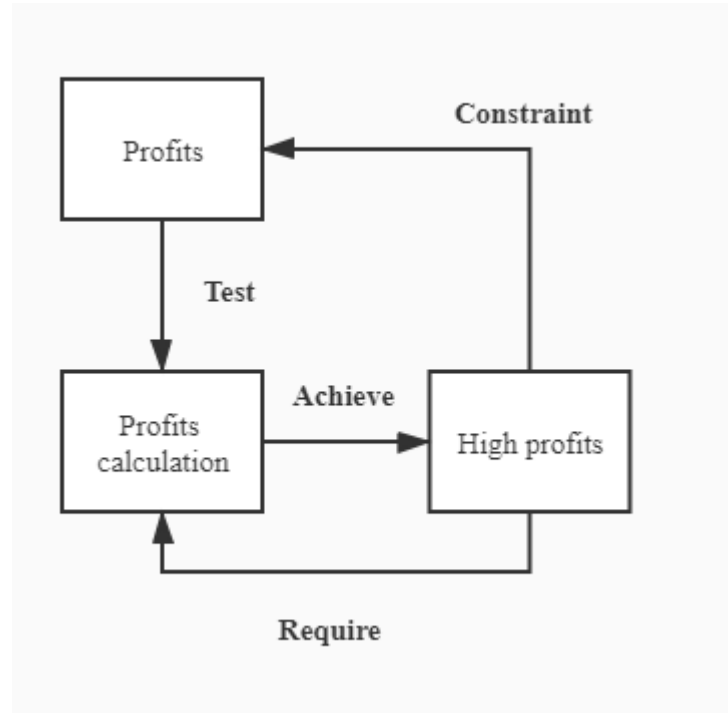 Constraint
Profits
Test
Achieve
Profits
calculation
High profits
Require